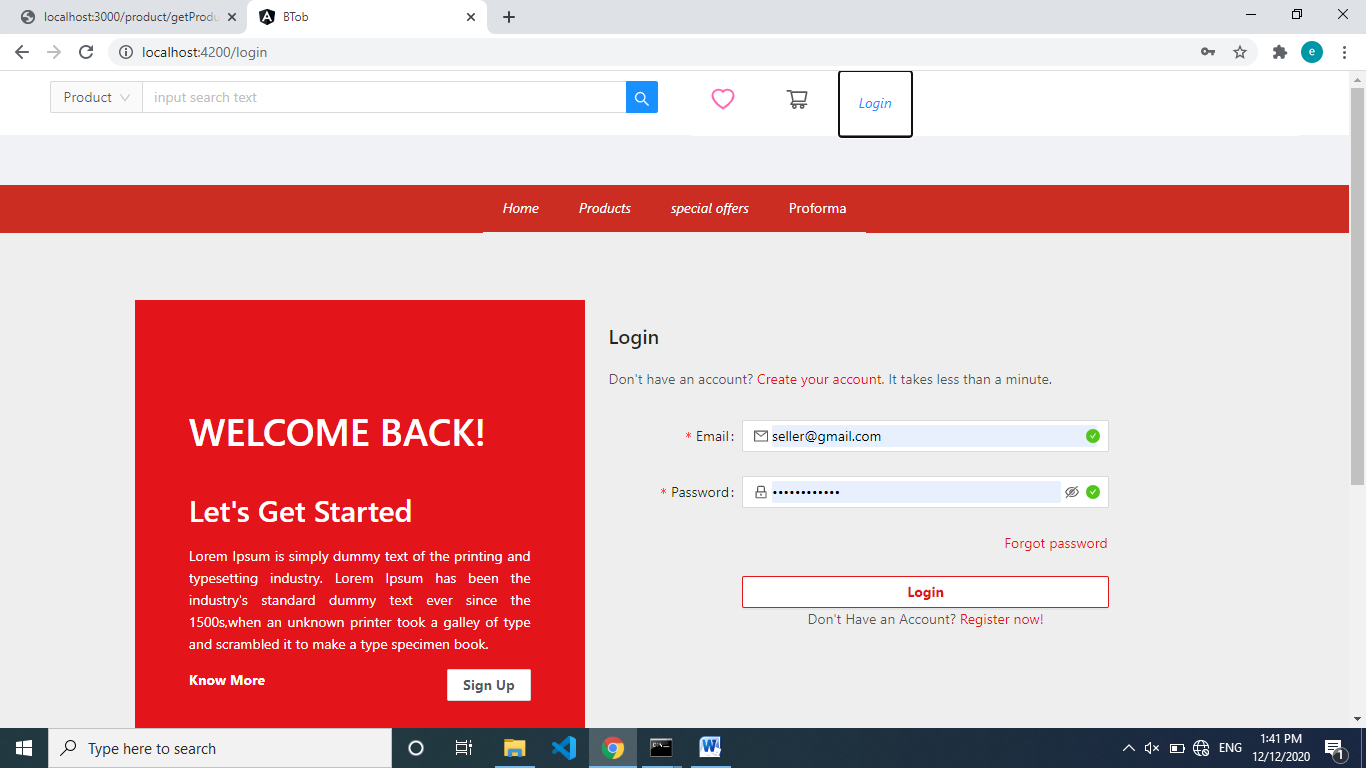 localhost:3000/product/getProdu
BTob
localhost:4200/login
e
Product
input search text
Login
Home
Products
special offers
Proforma
WELCOME BACK!
Let's Get Started
Lorem Ipsum is simply dummy text of the printing and
typesetting industry. Lorem Ipsum has been the
industry's standard dummy text ever since the
1500s,when an unknown printer took a galley of type
and scrambled it to make a type specimen book.
Know More
Sign Up
Login
Don't have an account? Create your account. It takes less than a minute.
* Email:
seller@gmail.com
* Password:
••••••••••••
Forgot password
Login
Don't Have an Account? Register now!
Type here to search
ENG
1:41 PM
12/12/2020
1